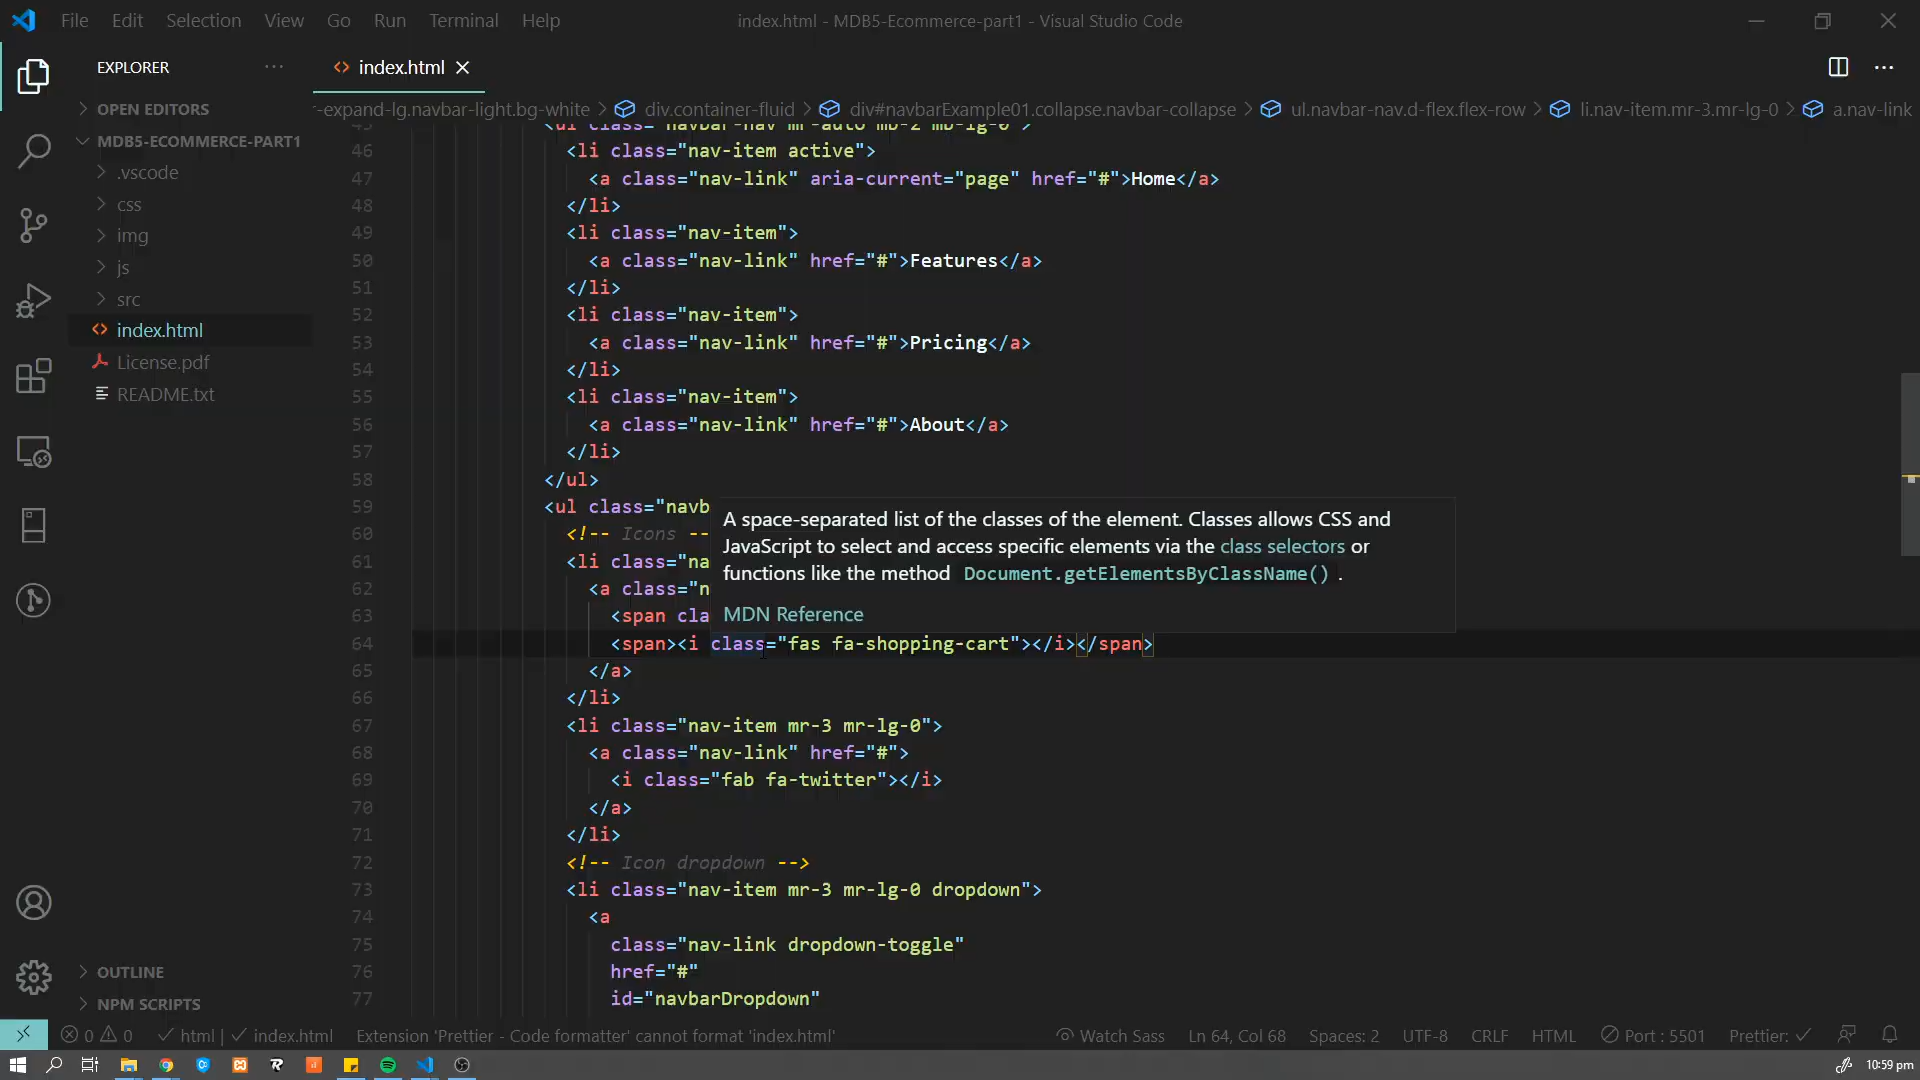 File Edit Selection View Go Run Terminal Help
index.html - MDB5-Ecommerce-part1 - Visual Studio Code
EXPLORER
index.html
OPEN EDITORS
MDB5-ECOMMERCE-PART1
.vscode
css
img
js
src
index.html
License.pdf
README.txt
OUTLINE
NPM SCRIPTS
r-expand-lg.navbar-light.bg-white > div.container-fluid > div#navbarExample01.collapse.navbar-collapse > ul.navbar-nav.d-flex.flex-row > li.nav-item.mr-3.mr-lg-0 > a.nav-link
45 <ul class="navbar-nav mr-auto mb-2 mb-lg-0">
46 <li class="nav-item active">
47 <a class="nav-link" aria-current="page" href="#">Home</a>
48 </li>
49 <li class="nav-item">
50 <a class="nav-link" href="#">Features</a>
51 </li>
52 <li class="nav-item">
53 <a class="nav-link" href="#">Pricing</a>
54 </li>
55 <li class="nav-item">
56 <a class="nav-link" href="#">About</a>
57 </li>
58 </ul>
59 <ul class="navb
60 <!-- Icons --
61 <li class="na
62 <a class="n
63 <span cla
A space-separated list of the classes of the element. Classes allows CSS and
JavaScript to select and access specific elements via the class selectors or
functions like the method Document.getElementsByClassName() .
MDN Reference
64 <span><i class="fas fa-shopping-cart"></i></span>
65 </a>
66 </li>
67 <li class="nav-item mr-3 mr-lg-0">
68 <a class="nav-link" href="#">
69 <i class="fab fa-twitter"></i>
70 </a>
71 </li>
72 <!-- Icon dropdown -->
73 <li class="nav-item mr-3 mr-lg-0 dropdown">
74 <a
75 class="nav-link dropdown-toggle"
76 href="#"
77 id="navbarDropdown"
0 0 html | index.html Extension 'Prettier - Code formatter' cannot format 'index.html' Watch Sass Ln 64, Col 68 Spaces: 2 UTF-8 CRLF HTML Port : 5501 Prettier:
10:59 pm